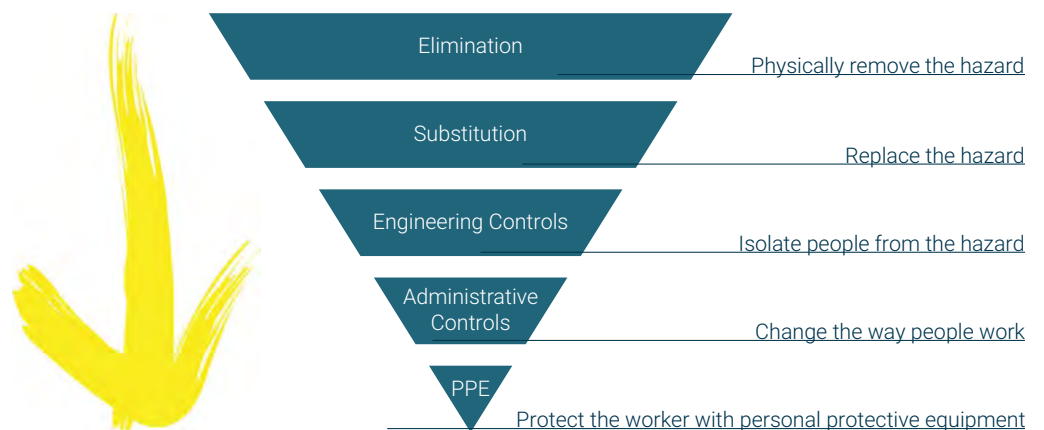 Elimination
Physically remove the hazard
Substitution
Replace the hazard
Engineering Controls
Isolate people from the hazard
Administrative
Controls
Change the way people work
PPE
Protect the worker with personal protective equipment